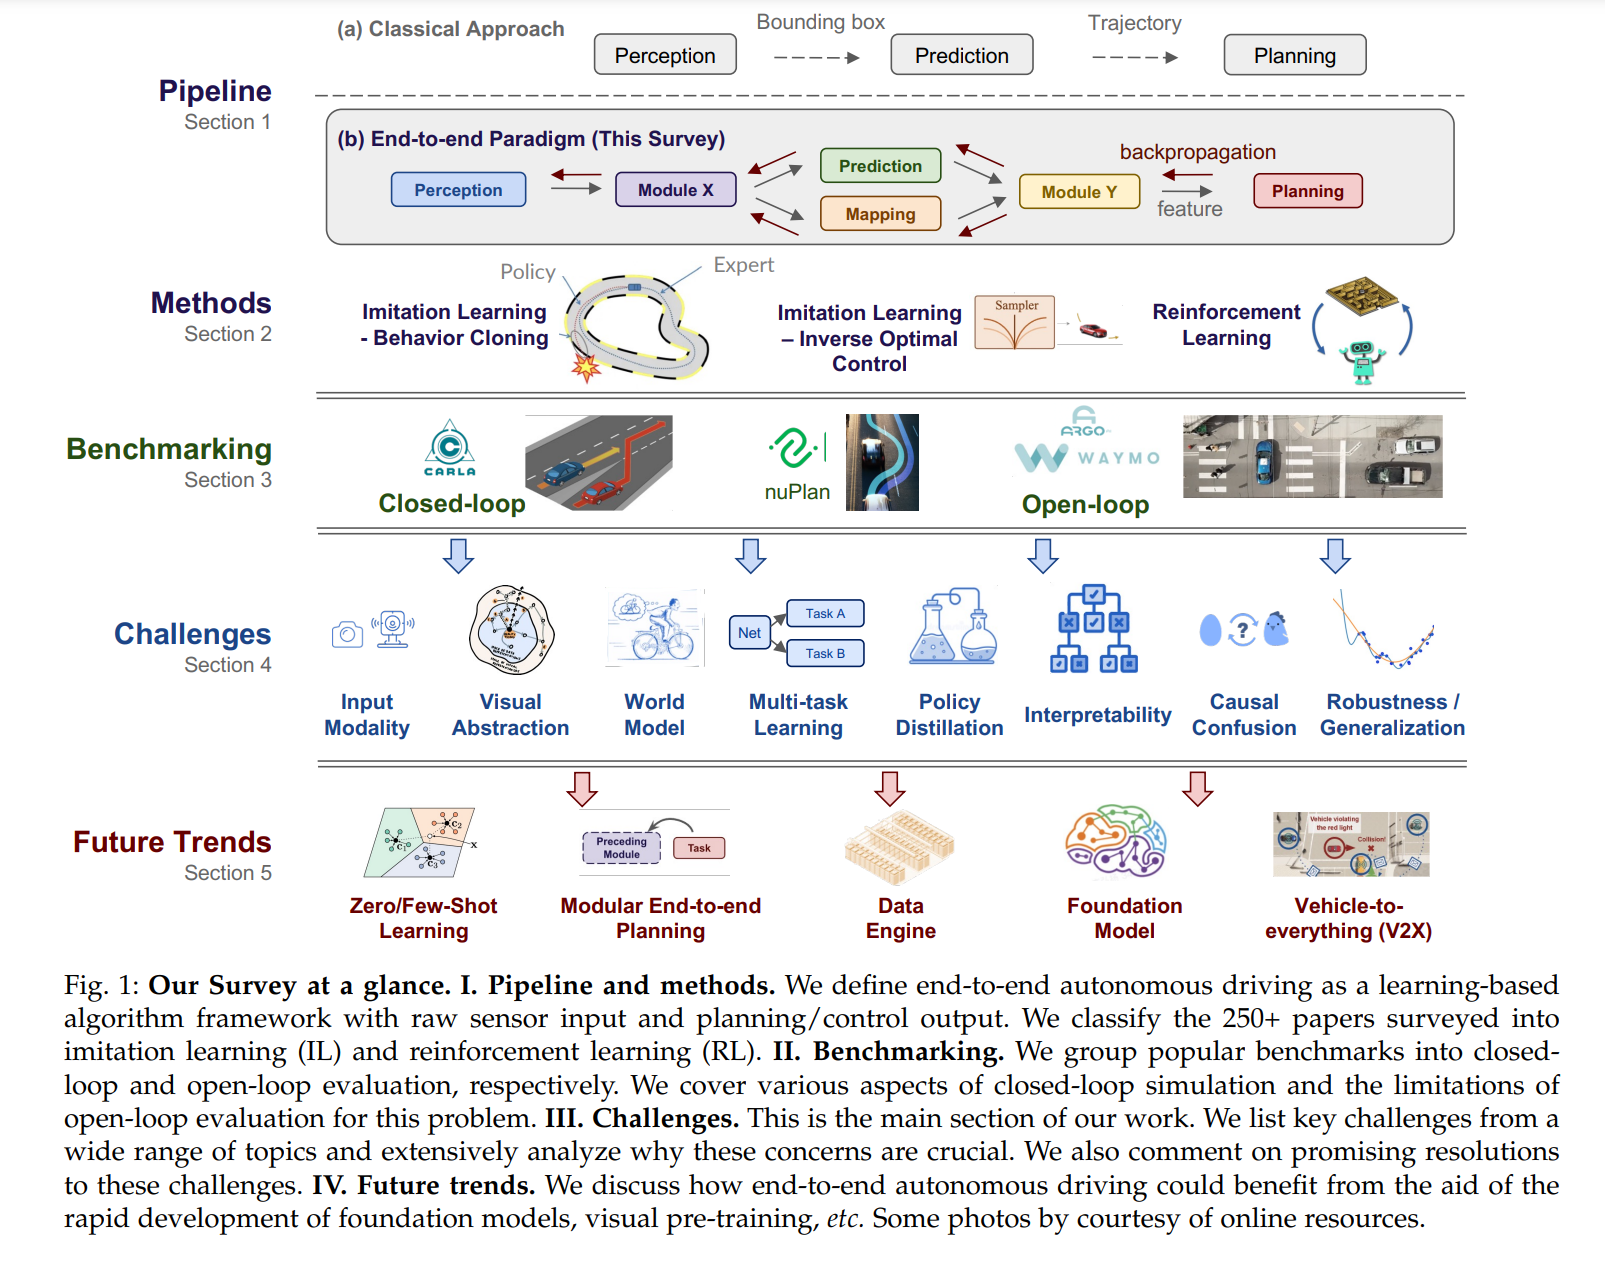 (a) Classical Approach
Perception
Bounding box
Prediction
Trajectory
Planning
Pipeline
Section 1
(b) End-to-end Paradigm (This Survey)
Perception
Module X
Prediction
Mapping
Module Y
backpropagation
feature
Planning
Methods
Section 2
Imitation Learning
- Behavior Cloning
Policy
Expert
Imitation Learning
– Inverse Optimal
Control
Sampler
Reinforcement
Learning
Benchmarking
Section 3
CARLA
Closed-loop
nuPlan
ARGO
WAYMO
Open-loop
Challenges
Section 4
Input
Modality
Visual
Abstraction
World
Model
Net
Task A
Task B
Multi-task
Learning
Policy
Distillation
Interpretability
?
Causal
Confusion
Robustness /
Generalization
Future Trends
Section 5
c1
c2
c3
x
Zero/Few-Shot
Learning
Preceding
Module
Task
Modular End-to-end
Planning
Data
Engine
Foundation
Model
Vehicle violating
the red light
Collision!
Vehicle-to-
everything (V2X)
Fig. 1: Our Survey at a glance. I. Pipeline and methods. We define end-to-end autonomous driving as a learning-based
algorithm framework with raw sensor input and planning/control output. We classify the 250+ papers surveyed into
imitation learning (IL) and reinforcement learning (RL). II. Benchmarking. We group popular benchmarks into closed-
loop and open-loop evaluation, respectively. We cover various aspects of closed-loop simulation and the limitations of
open-loop evaluation for this problem. III. Challenges. This is the main section of our work. We list key challenges from a
wide range of topics and extensively analyze why these concerns are crucial. We also comment on promising resolutions
to these challenges. IV. Future trends. We discuss how end-to-end autonomous driving could benefit from the aid of the
rapid development of foundation models, visual pre-training, etc. Some photos by courtesy of online resources.